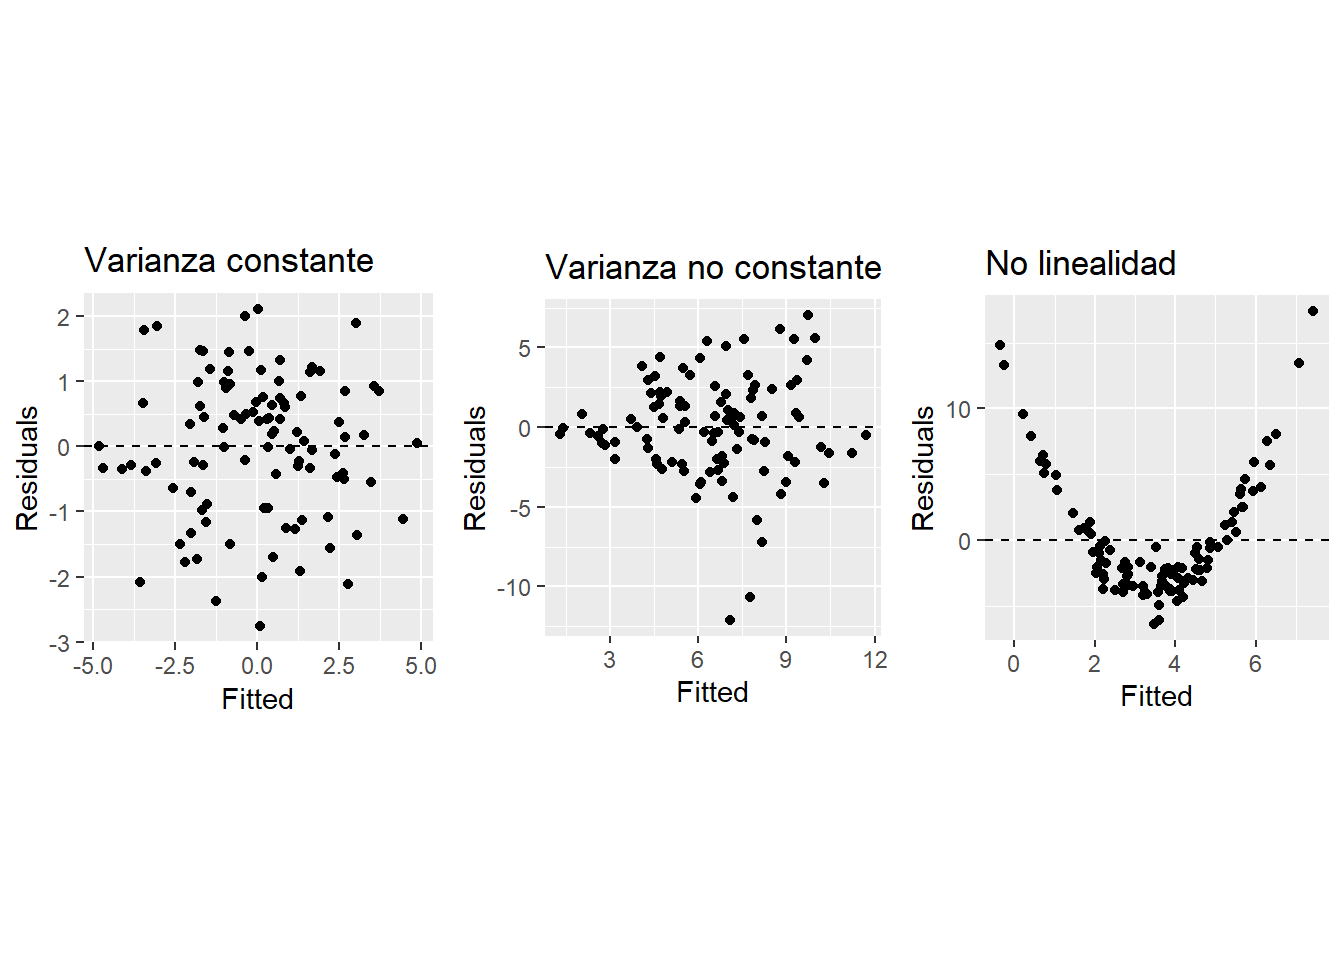 Varianza constante
Residuals
2
1
0
-1
-2
-3
-5.0 -2.5 0.0 2.5 5.0
Fitted
Varianza no constante
Residuals
5
0
-5
-10
3 6 9 12
Fitted
No linealidad
Residuals
10
0
0 2 4 6
Fitted